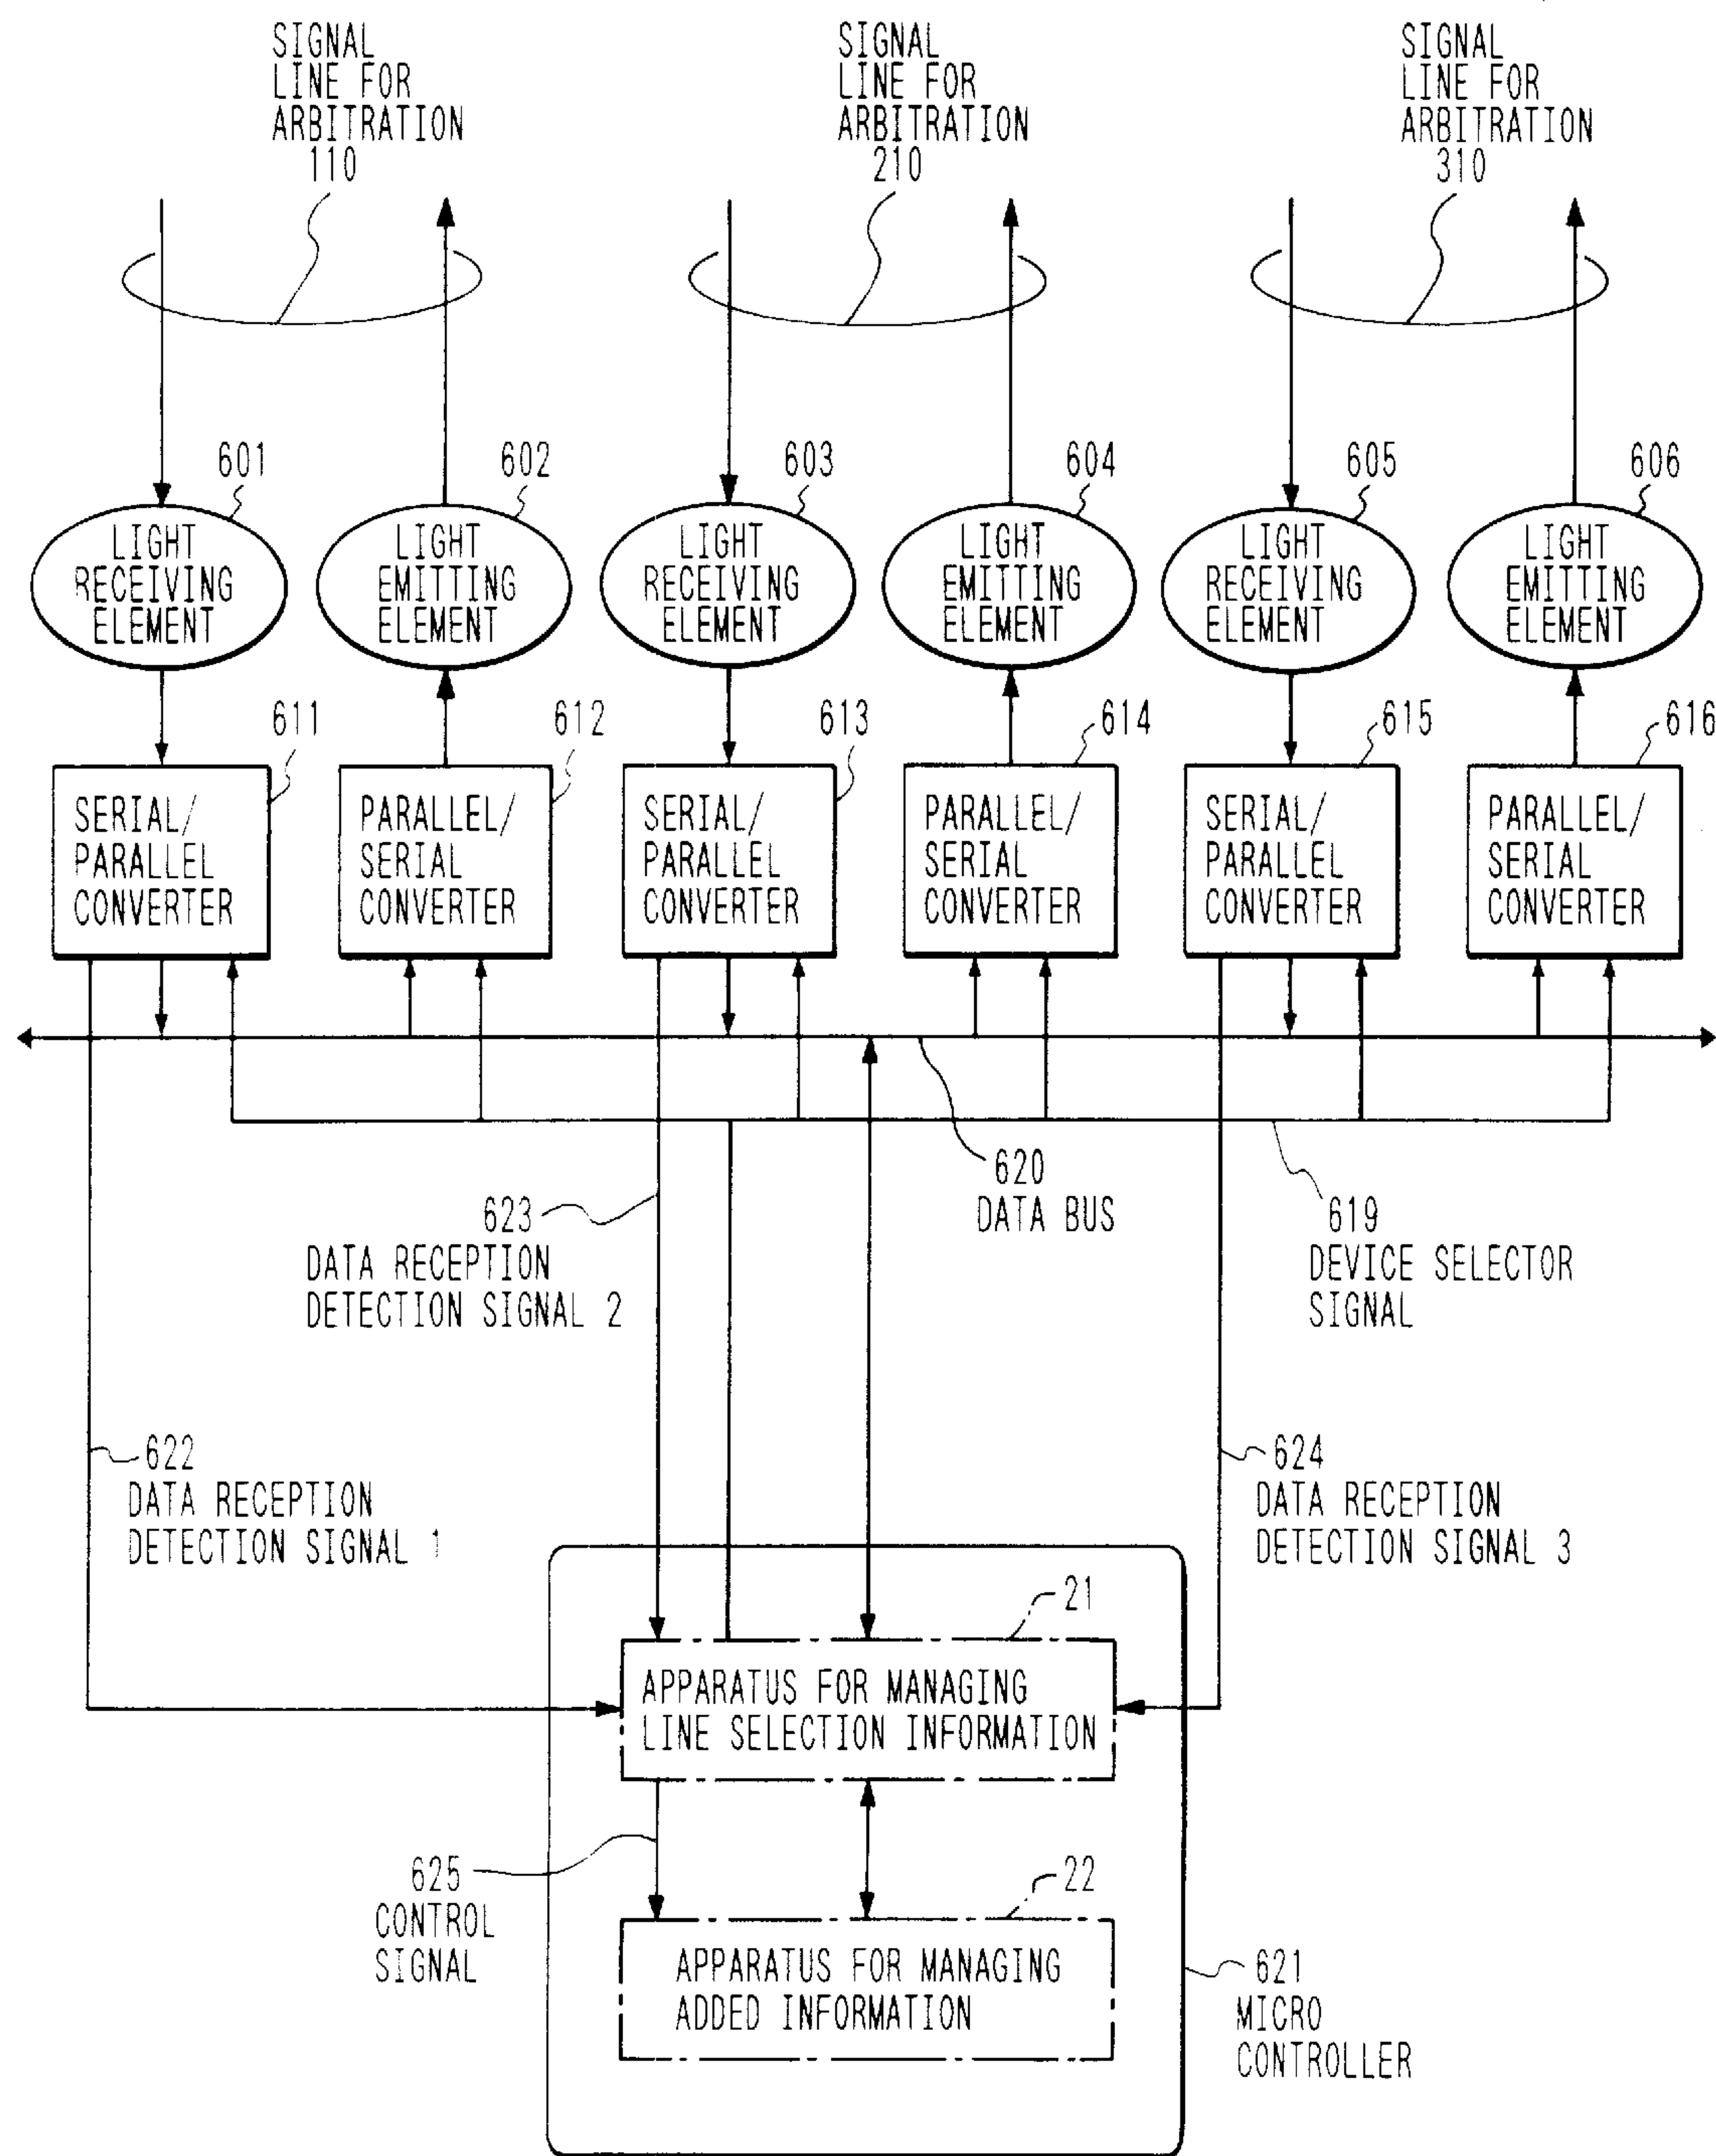 SIGNAL
LINE FOR
ARBITRATION
110
SIGNAL
LINE FOR
ARBITRATION
210
SIGNAL
LINE FOR
ARBITRATION
310
601
602
603
604
605
606
LIGHT
RECEIVING
ELEMENT
LIGHT
EMITTING
ELEMENT
LIGHT
RECEIVING
ELEMENT
LIGHT
EMITTING
ELEMENT
LIGHT
RECEIVING
ELEMENT
LIGHT
EMITTING
ELEMENT
611
612
613
614
615
616
SERIAL/
PARALLEL
CONVERTER
PARALLEL/
SERIAL
CONVERTER
SERIAL/
PARALLEL
CONVERTER
PARALLEL/
SERIAL
CONVERTER
SERIAL/
PARALLEL
CONVERTER
PARALLEL/
SERIAL
CONVERTER
620
DATA BUS
623
DATA RECEPTION
DETECTION SIGNAL 2
619
DEVICE SELECTOR
SIGNAL
622
DATA RECEPTION
DETECTION SIGNAL 1
624
DATA RECEPTION
DETECTION SIGNAL 3
21
APPARATUS FOR MANAGING
LINE SELECTION INFORMATION
625
CONTROL
SIGNAL
22
APPARATUS FOR MANAGING
ADDED INFORMATION
621
MICRO
CONTROLLER